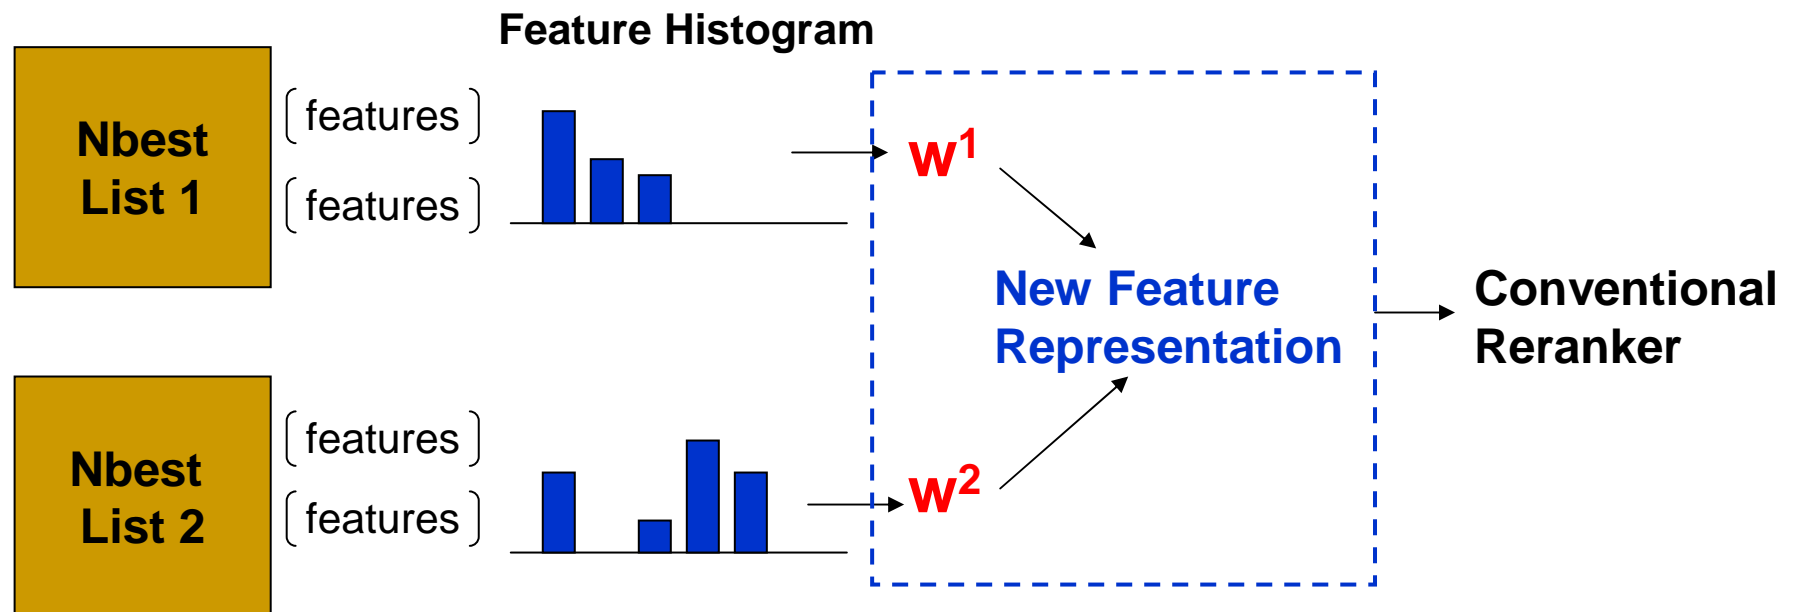 Feature Histogram
Nbest
List 1
features
features
w1
New Feature
Representation
Conventional
Reranker
Nbest
List 2
features
features
w2